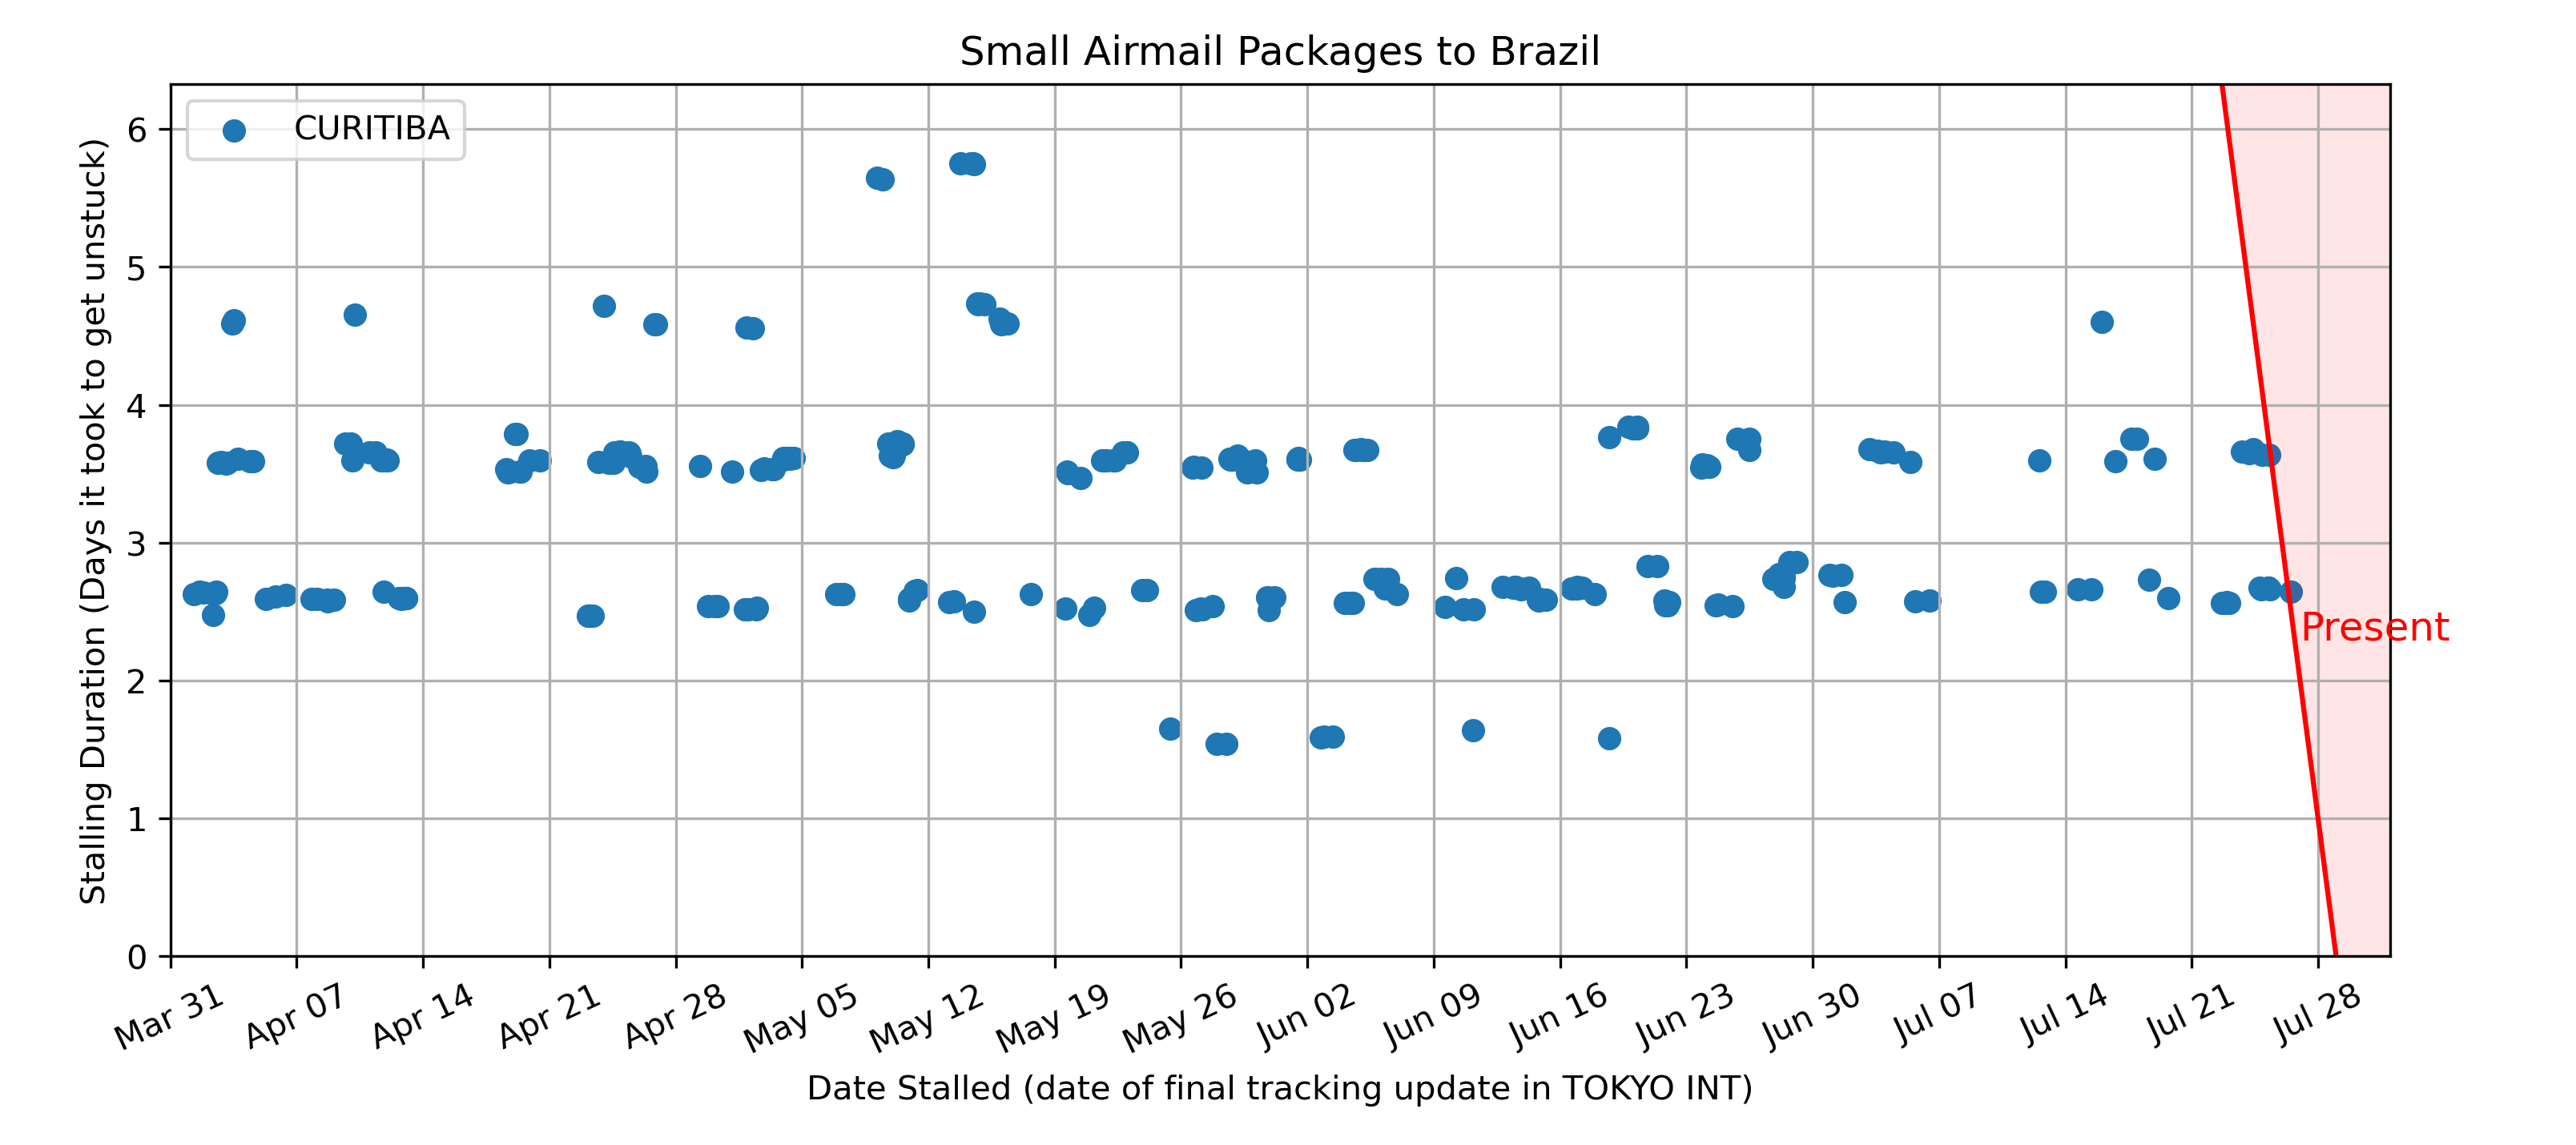 Small Airmail Packages to Brazil
CURITIBA
Stalling Duration (Days it took to get unstuck)
6
5
4
3
2
1
0
Present
Mar 31
Apr 07
Apr 14
Apr 21
Apr 28
May 05
May 12
May 19
May 26
Jun 02
Jun 09
Jun 16
Jun 23
Jun 30
Jul 07
Jul 14
Jul 21
Jul 28
Date Stalled (date of final tracking update in TOKYO INT)